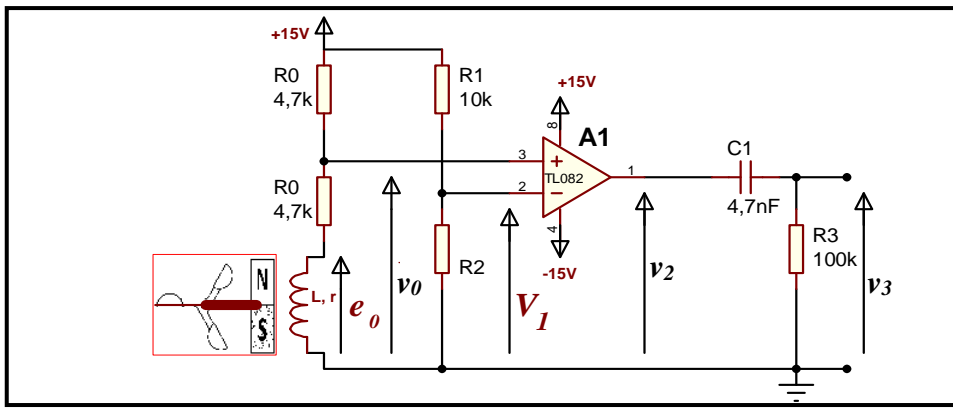 +15V
R0
4,7k
R1
10k
+15V
8
A1
3
+
TL082
1
2
−
4
-15V
C1
4,7nF
R0
4,7k
R2
R3
100k
N
S
L, r
e0
v0
V1
v2
v3